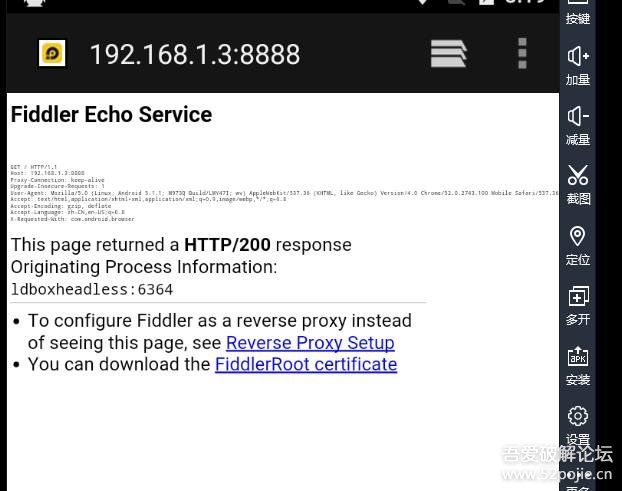 192.168.1.3:8888
Fiddler Echo Service
GET / HTTP/1.1
Host: 192.168.1.3:8888
Proxy-Connection: keep-alive
Upgrade-Insecure-Requests: 1
User-Agent: Mozilla/5.0 (Linux; Android 5.1.1; Build/LMY47I; wv) AppleWebKit/537.36 (KHTML, like Gecko) Version/4.0 Chrome/52.0.2743.100 Mobile Safari/537.36
Accept: text/html,application/xhtml+xml,application/xml;q=0.9,image/webp,*/*;q=0.8
Accept-Encoding: gzip, deflate
Accept-Language: zh-CN,en-US;q=0.8
X-Requested-With: com.android.browser
This page returned a HTTP/200 response
Originating Process Information:
ldboxheadless:6364
• To configure Fiddler as a reverse proxy instead
of seeing this page, see Reverse Proxy Setup
• You can download the FiddlerRoot certificate
按键
加量
减量
截图
定位
多开
APK
安装
设置
吾爱破解论坛
www.52pojie.cn